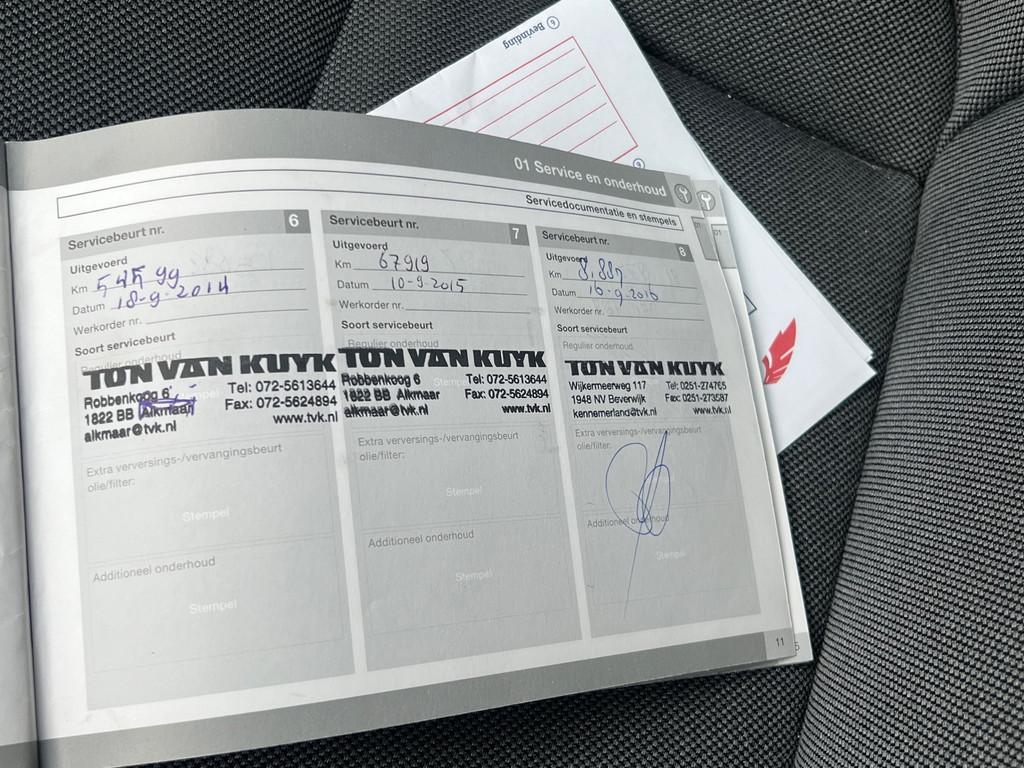 6 Bevinding
01 Service en onderhoud
Servicedocumentatie en stempels
Servicebeurt nr. 6
Uitgevoerd
Km
Datum 18-9-2014
Werkorder nr.
Soort servicebeurt
Regulier onderhoud
TON VAN KUYK
Robbenkoog 6 Tel: 072-5613644
1822 BB Alkmaar Fax: 072-5624894
alkmaar@tvk.nl www.tvk.nl
Extra verversings-/vervangingsbeurt
olie/filter:
Stempel
Additioneel onderhoud
Stempel
Servicebeurt nr. 7
Uitgevoerd
Km 67919
Datum 10-9-2015
Werkorder nr.
Soort servicebeurt
Regulier onderhoud
TON VAN KUYK
Robbenkoog 6 Tel: 072-5613644
1822 BB Alkmaar Fax: 072-5624894
alkmaar@tvk.nl www.tvk.nl
Extra verversings-/vervangingsbeurt
olie/filter:
Stempel
Additioneel onderhoud
Stempel
Servicebeurt nr. 8
Uitgevoerd
Km
Datum 16-9-2016
Werkorder nr.
Soort servicebeurt
Regulier onderhoud
TON VAN KUYK
Wijkermeerweg 117 Tel: 0251-274765
1948 NV Beverwijk Fax: 0251-273587
kennemerland@tvk.nl www.tvk.nl
Extra verversings-/vervangingsbeurt
olie/filter:
Additioneel onderhoud
Stempel
11